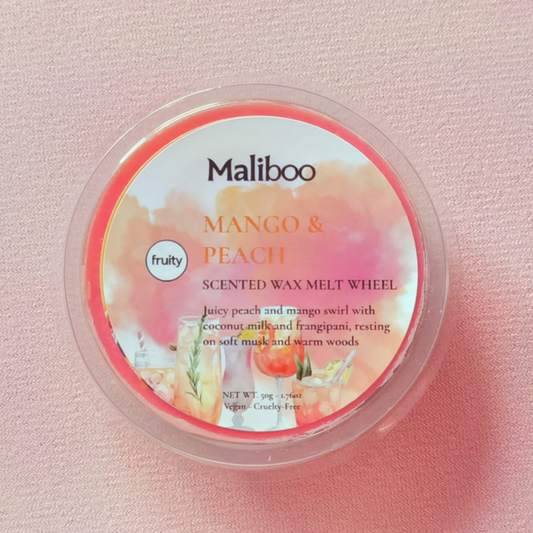 Maliboo
MANGO &
PEACH
fruity
SCENTED WAX MELT WHEEL
Juicy peach and mango swirl with
coconut milk and frangipani, resting
on soft musk and warm woods
NET WT. 50g - 1.76oz
Vegan - Cruelty-Free